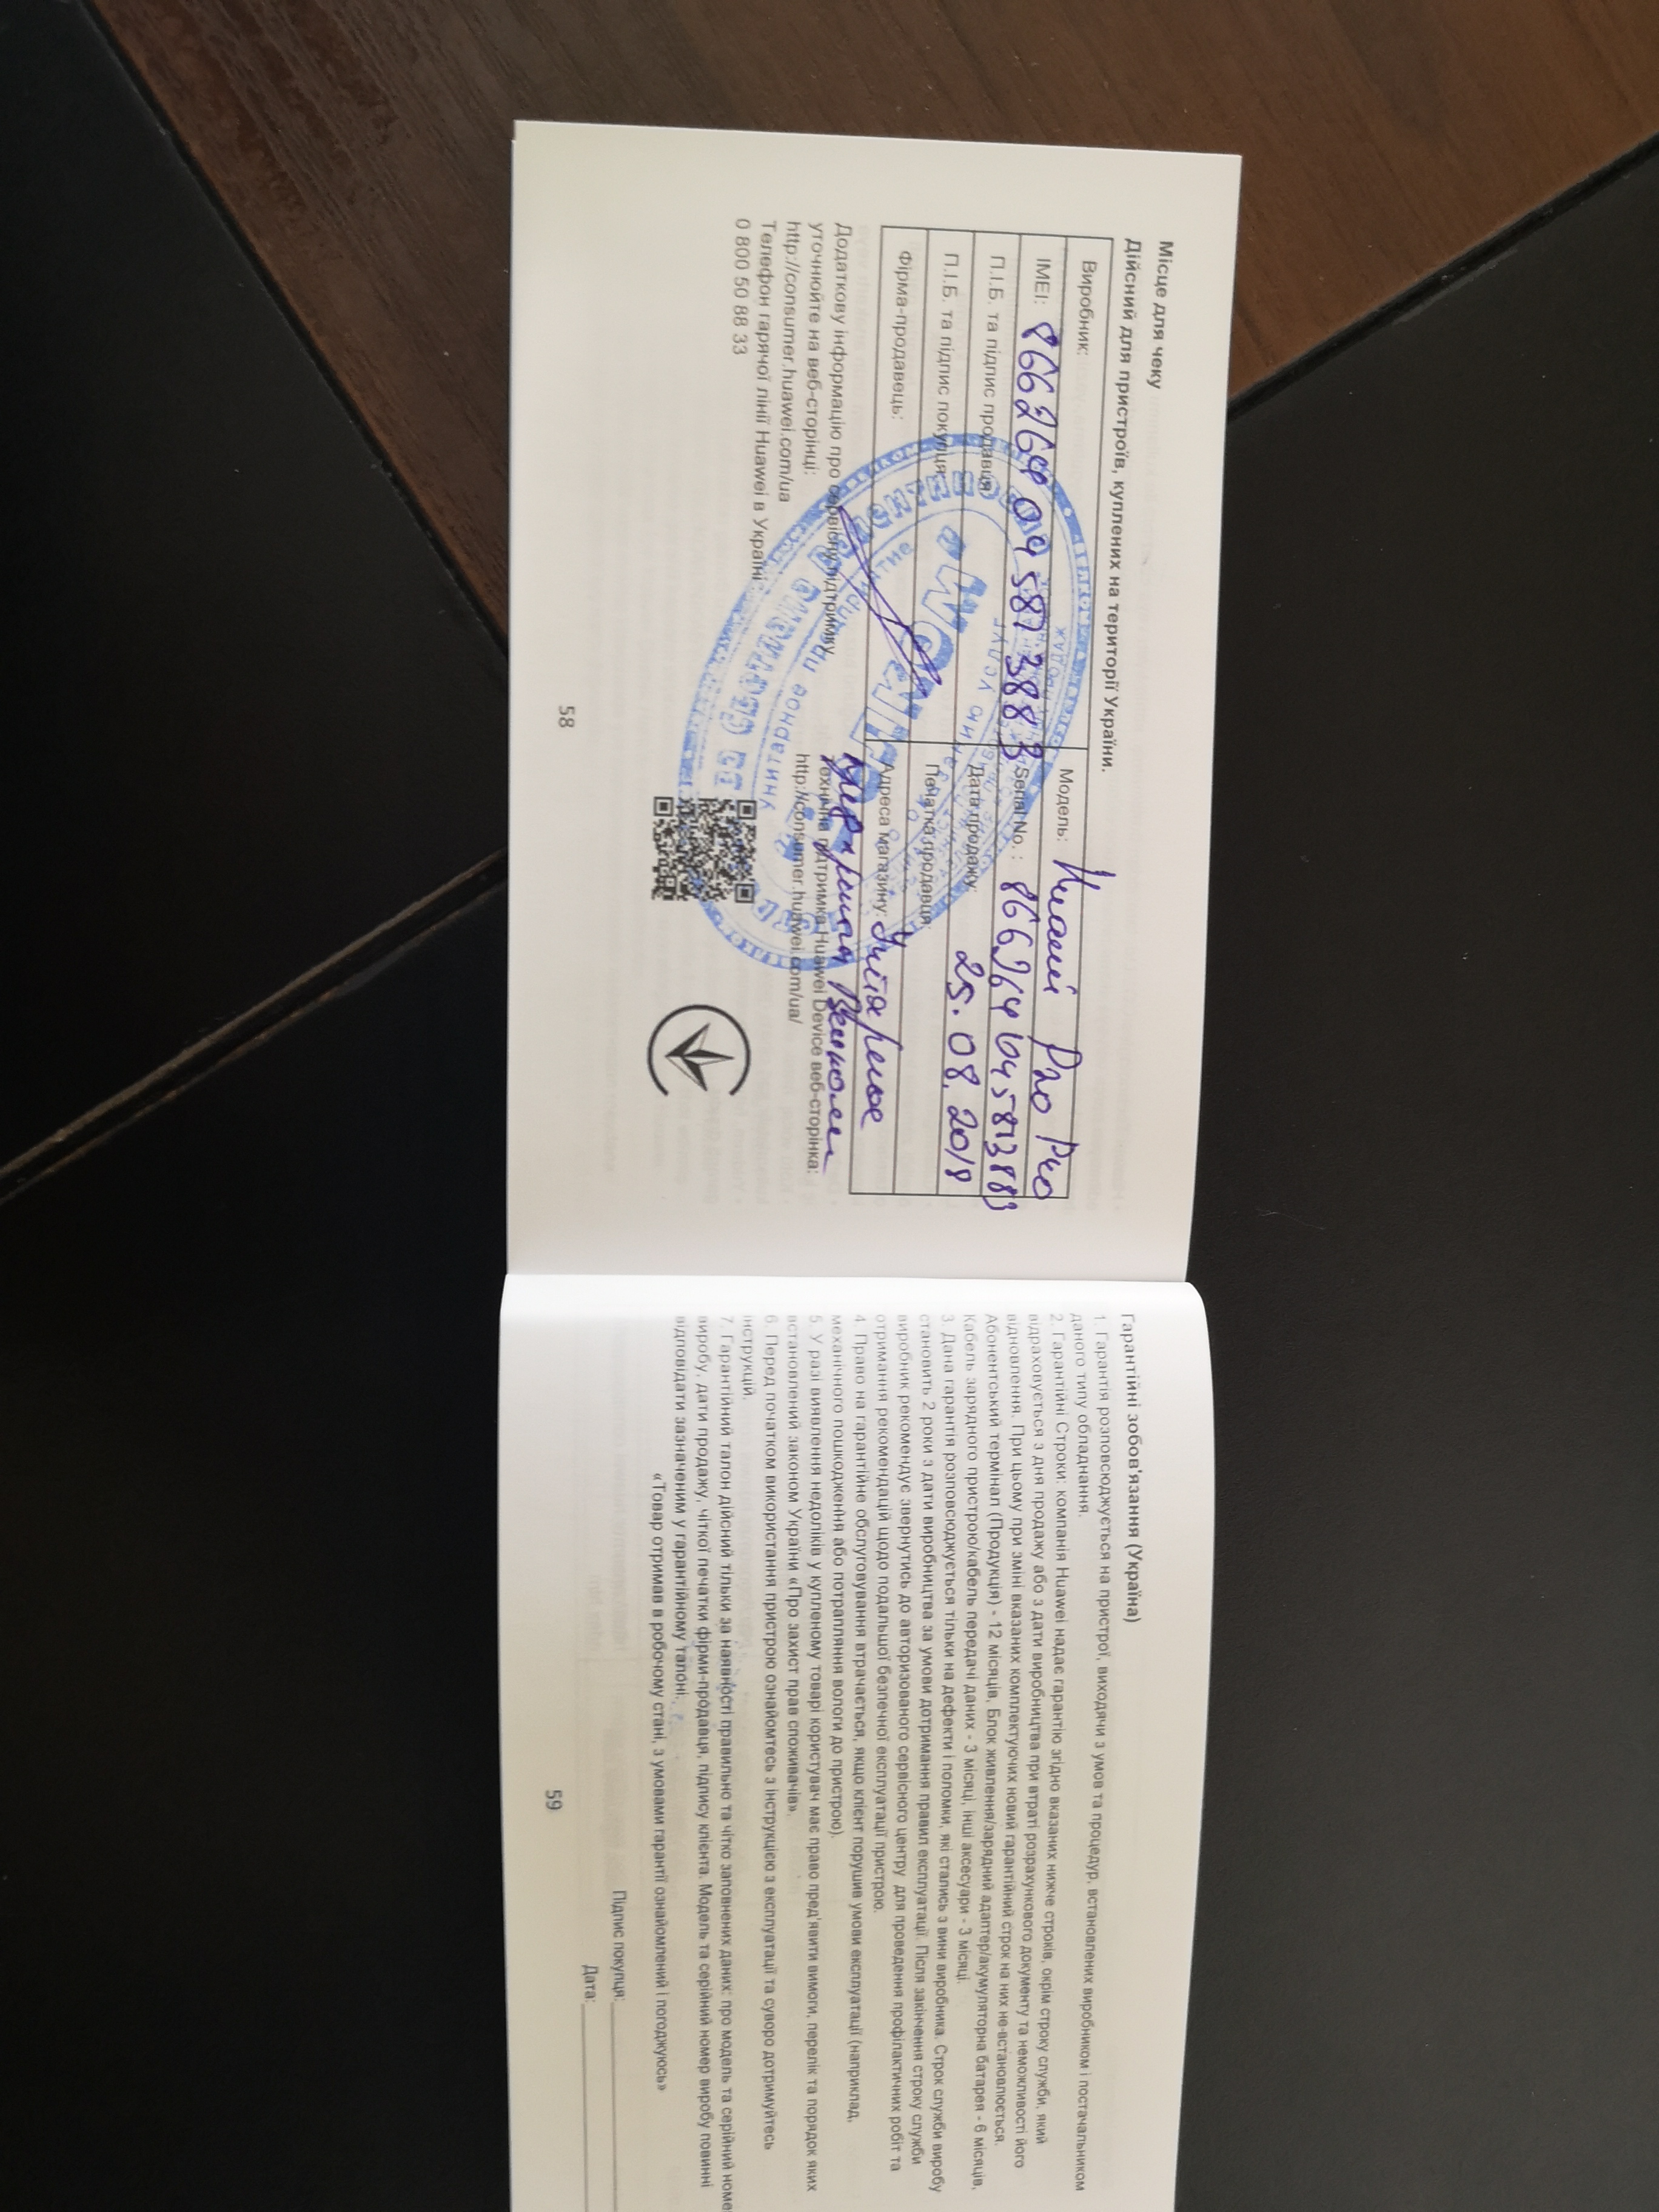 Місце для чеку
Дійсний для пристроїв, куплених на території України.
Виробник:
Модель: Pro
IMEI:
Serial No. :
П.І.Б. та підпис продавця
Дата продажу: 25.08.2018
П.І.Б. та підпис покупця
Печатка продавця:
Фірма-продавець:
Адреса магазину:
Додаткову інформацію про сервісну підтримку
уточнюйте на веб-сторінці:
http://consumer.huawei.com/ua
Телефон гарячої лінії Huawei в Україні:
0 800 50 88 33
Технічна підтримка Huawei Device веб-сторінка:
http://consumer.huawei.com/ua/
58
Гарантійні зобов'язання (Україна)
1. Гарантія розповсюджується на пристрої, виходячи з умов та процедур, встановлених виробником і постачальником
даного типу обладнання.
2. Гарантійні Строки: компанія Huawei надає гарантію згідно вказаних нижче строків, окрім строку служби, який
відраховується з дня продажу або з дати виробництва при втраті розрахункового документу та неможливості його
відновлення. При цьому при зміні вказаних комплектуючих новий гарантійний строк на них не-встановлюється.
Абонентський термінал (Продукція) - 12 місяців, Блок живлення/зарядний адаптер/акумуляторна батарея - 6 місяців,
Кабель зарядного пристрою/кабель передачі даних - 3 місяці, інші аксесуари - 3 місяці.
3. Дана гарантія розповсюджується тільки на дефекти і поломки, які стались з вини виробника. Строк служби виробу
становить 2 роки з дати виробництва за умови дотримання правил експлуатації. Після закінчення строку служби
виробник рекомендує звернутись до авторизованого сервісного центру для проведення профілактичних робіт та
отримання рекомендацій щодо подальшої безпечної експлуатації пристрою.
4. Право на гарантійне обслуговування втрачається, якщо клієнт порушив умови експлуатації (наприклад,
механічного пошкодження або потрапляння вологи до пристрою).
5. У разі виявлення недоліків у купленому товарі користувач має право пред'явити вимоги, перелік та порядок яких
встановлений законом України «Про захист прав споживачів».
6. Перед початком використання пристрою ознайомтесь з інструкцією з експлуатації та суворо дотримуйтесь
інструкцій.
7. Гарантійний талон дійсний тільки за наявності правильно та чітко заповнених даних: про модель та серійний номе
виробу, дати продажу, чіткої печатки фірми-продавця, підпису клієнта. Модель та серійний номер виробу повинні
відповідати зазначеним у гарантійному талоні.
«Товар отримав в робочому стані, з умовами гарантії ознайомлений і погоджуюсь»
Підпис покупця:
Дата:
59